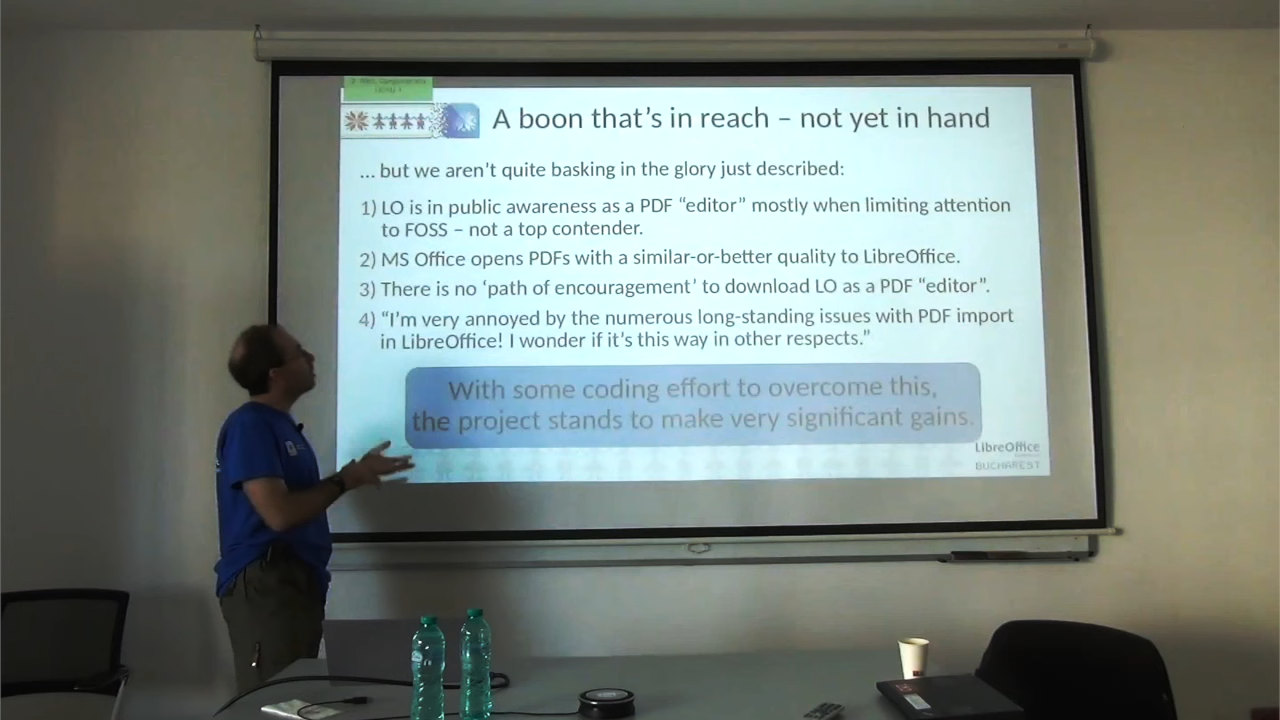 A boon that's in reach – not yet in hand
... but we aren't quite basking in the glory just described:
1) LO is in public awareness as a PDF “editor” mostly when limiting attention
to FOSS – not a top contender.
2) MS Office opens PDFs with a similar-or-better quality to LibreOffice.
3) There is no ‘path of encouragement’ to download LO as a PDF “editor”.
4) “I'm very annoyed by the numerous long-standing issues with PDF import
in LibreOffice! I wonder if it's this way in other respects.”
With some coding effort to overcome this,
the project stands to make very significant gains.
LibreOffice
BUCHAREST